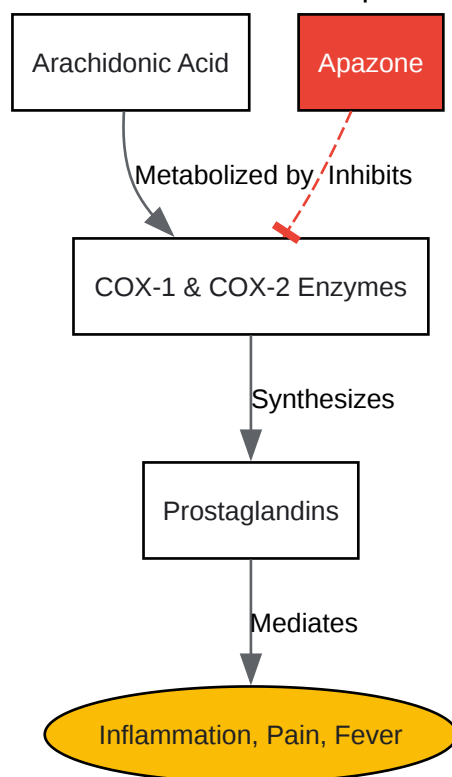 Arachidonic Acid
Apazone
Metabolized by
Inhibits
COX-1 & COX-2 Enzymes
Synthesizes
Prostaglandins
Mediates
Inflammation, Pain, Fever